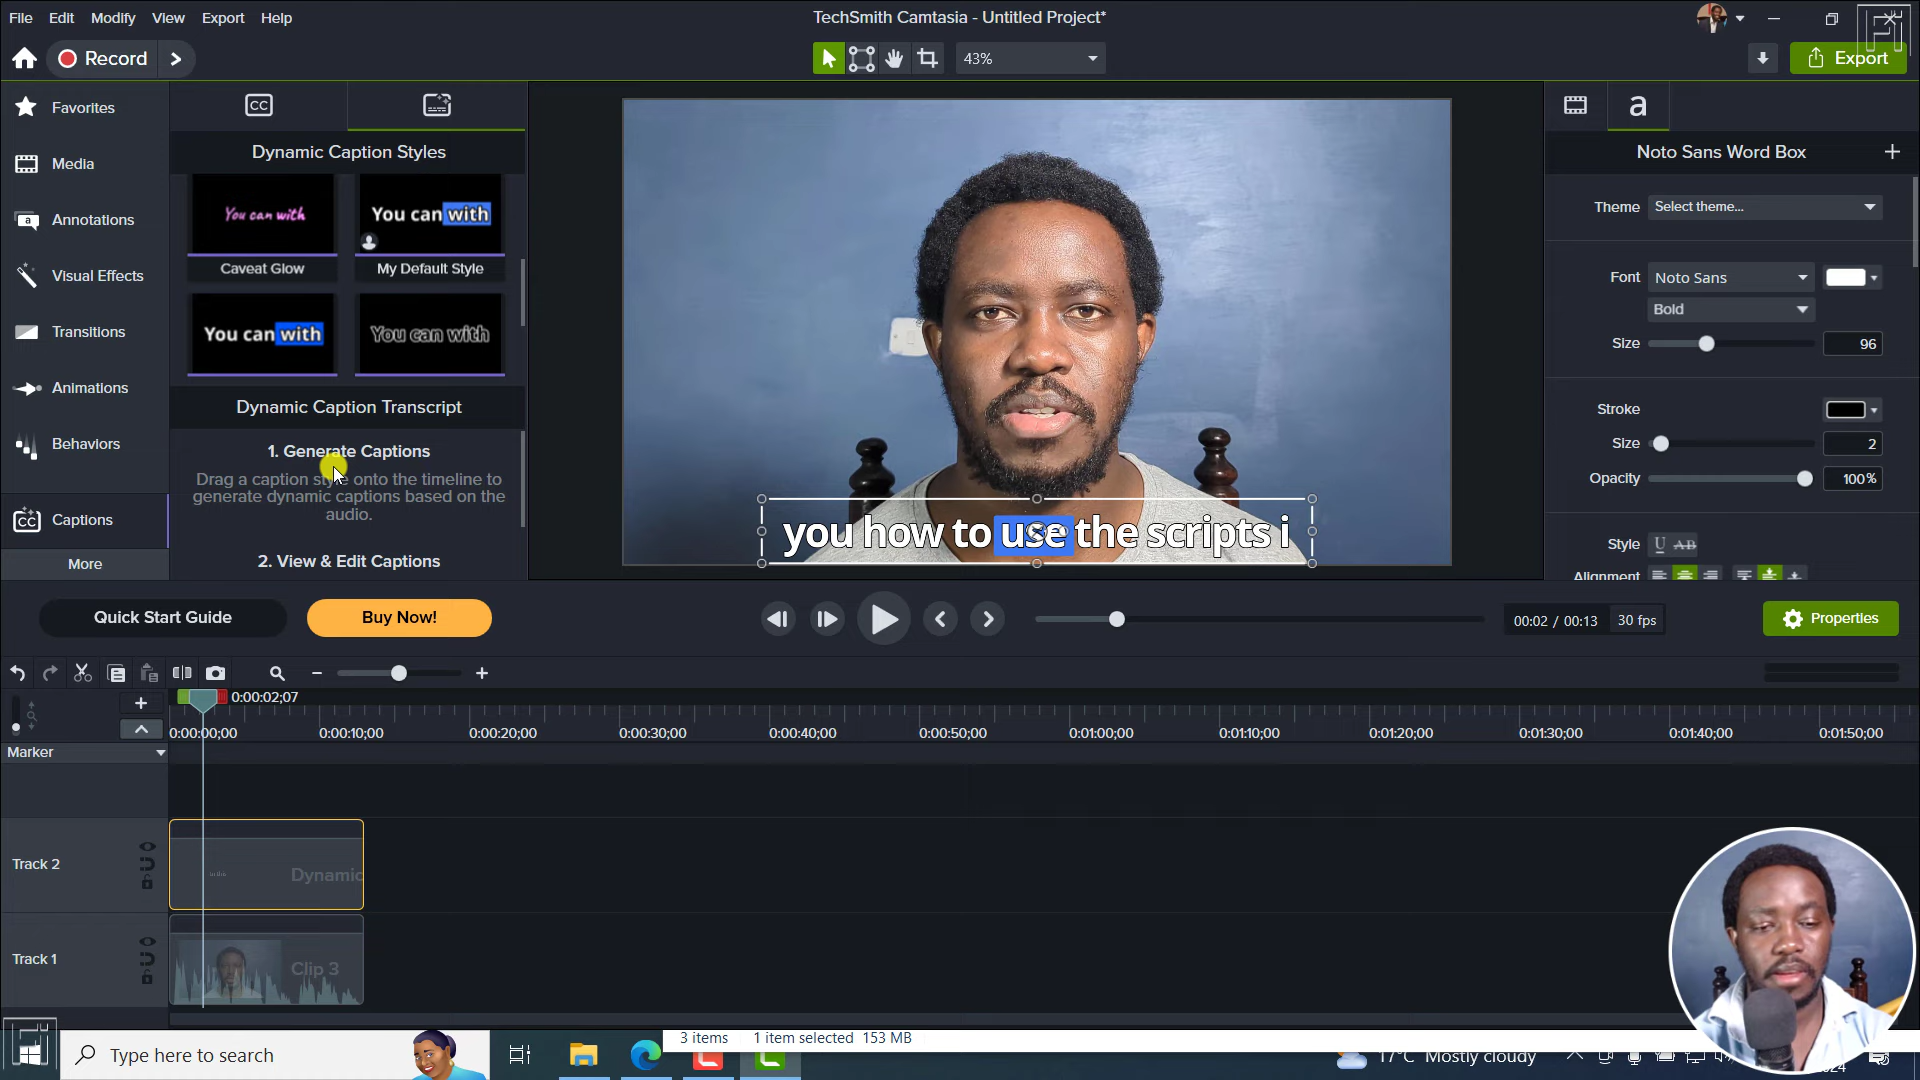 File Edit Modify View Export Help
TechSmith Camtasia - Untitled Project*
Record
43%
Export
Favorites
Media
Annotations
Visual Effects
Transitions
Animations
Behaviors
Captions
More
CC
Dynamic Caption Styles
You can with
You can with
Caveat Glow
My Default Style
You can with
You can with
Dynamic Caption Transcript
1. Generate Captions
Drag a caption style onto the timeline to
generate dynamic captions based on the
audio.
2. View & Edit Captions
you how to use the scripts i
a
Noto Sans Word Box
Theme Select theme...
Font Noto Sans
Bold
Size 96
Stroke
Size 2
Opacity 100%
Style U AB
Alignment
Quick Start Guide
Buy Now!
00:02 / 00:13 30 fps
Properties
0:00:02;07
0:00:00;00 0:00:10;00 0:00:20;00 0:00:30;00 0:00:40;00 0:00:50;00 0:01:00;00 0:01:10;00 0:01:20;00 0:01:30;00 0:01:40;00 0:01:50;00
Marker
Track 2
Dynamic
Track 1
Clip 3
3 items 1 item selected 153 MB
Type here to search
17°C Mostly cloudy